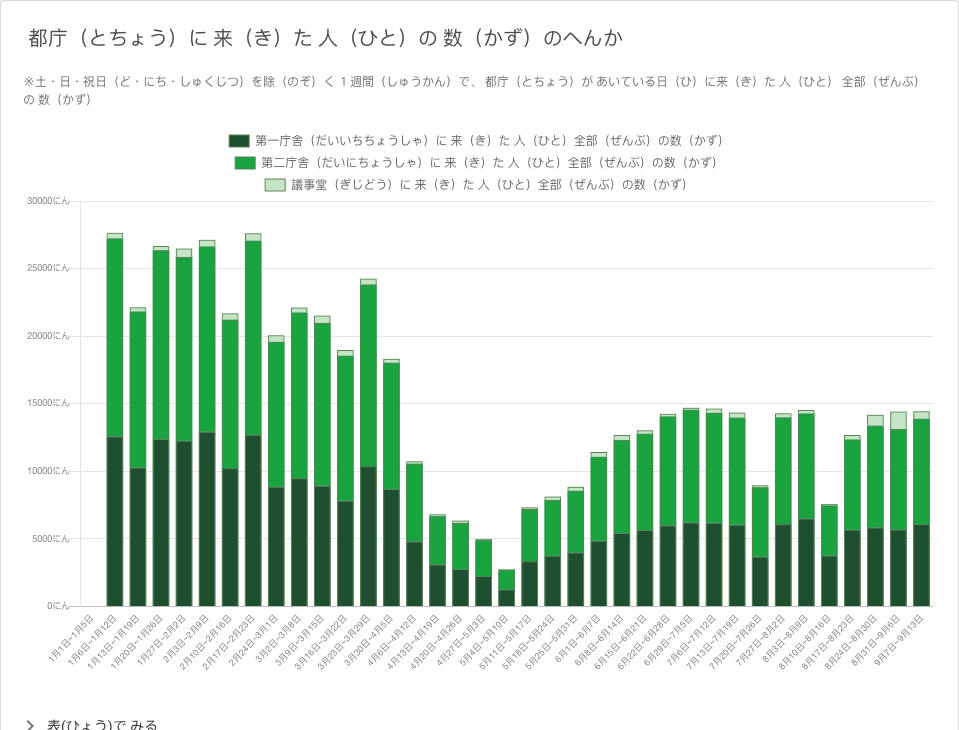 都庁（とちょう）に 来（き）た 人（ひと）の 数（かず）のへんか
※土・日・祝日（ど・にち・しゅくじつ）を除（のぞ）く 1 週間（しゅうかん）で、 都庁（とちょう）が あいている日（ひ）に来（き）た 人（ひと） 全部（ぜんぶ）
の 数（かず）
第一庁舎（だいいちちょうしゃ）に 来（き）た 人（ひと）全部（ぜんぶ）の数（かず）
第二庁舎（だいにちょうしゃ）に 来（き）た 人（ひと）全部（ぜんぶ）の数（かず）
議事堂（ぎじどう）に 来（き）た 人（ひと）全部（ぜんぶ）の数（かず）
30000にん
25000にん
20000にん
15000にん
10000にん
5000にん
0にん
1月1日~1月5日
1月6日~1月12日
1月13日~1月19日
1月20日~1月26日
1月27日~2月2日
2月3日~2月9日
2月10日~2月16日
2月17日~2月23日
2月24日~3月1日
3月2日~3月8日
3月9日~3月15日
3月16日~3月22日
3月23日~3月29日
3月30日~4月5日
4月6日~4月12日
4月13日~4月19日
4月20日~4月26日
4月27日~5月3日
5月4日~5月10日
5月11日~5月17日
5月18日~5月24日
5月25日~5月31日
6月1日~6月7日
6月8日~6月14日
6月15日~6月21日
6月22日~6月28日
6月29日~7月5日
7月6日~7月12日
7月13日~7月19日
7月20日~7月26日
7月27日~8月2日
8月3日~8月9日
8月10日~8月16日
8月17日~8月23日
8月24日~8月30日
8月31日~9月6日
9月7日~9月13日
表(ひょう)で みる